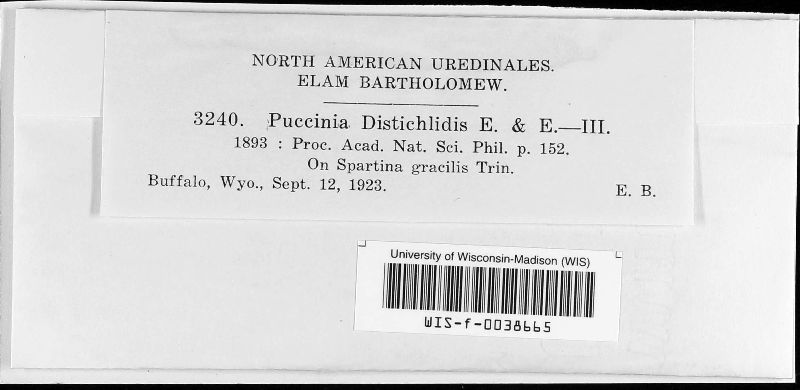 NORTH AMERICAN UREDINALES.
ELAM BARTHOLOMEW.
3240. Puccinia Distichlidis E. & E.—III.
1893 : Proc. Acad. Nat. Sci. Phil. p. 152.
On Spartina gracilis Trin.
Buffalo, Wyo., Sept. 12, 1923. E. B.
University of Wisconsin-Madison (WIS)
WIS-f-0038665